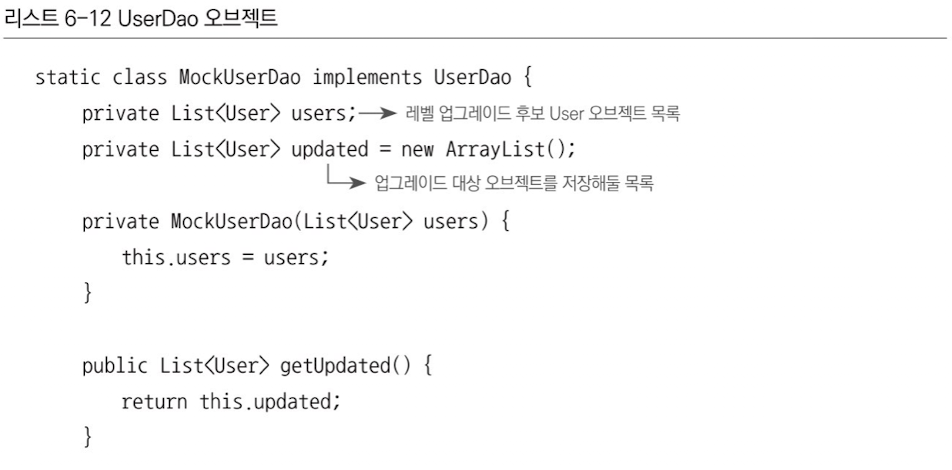 리스트 6-12 UserDao 오브젝트
static class MockUserDao implements UserDao {
private List<User> users; 레벨 업그레이드 후보 User 오브젝트 목록
private List<User> updated = new ArrayList();
업그레이드 대상 오브젝트를 저장해둘 목록
private MockUserDao(List<User> users) {
this.users = users;
}
public List<User> getUpdated() {
return this.updated;
}